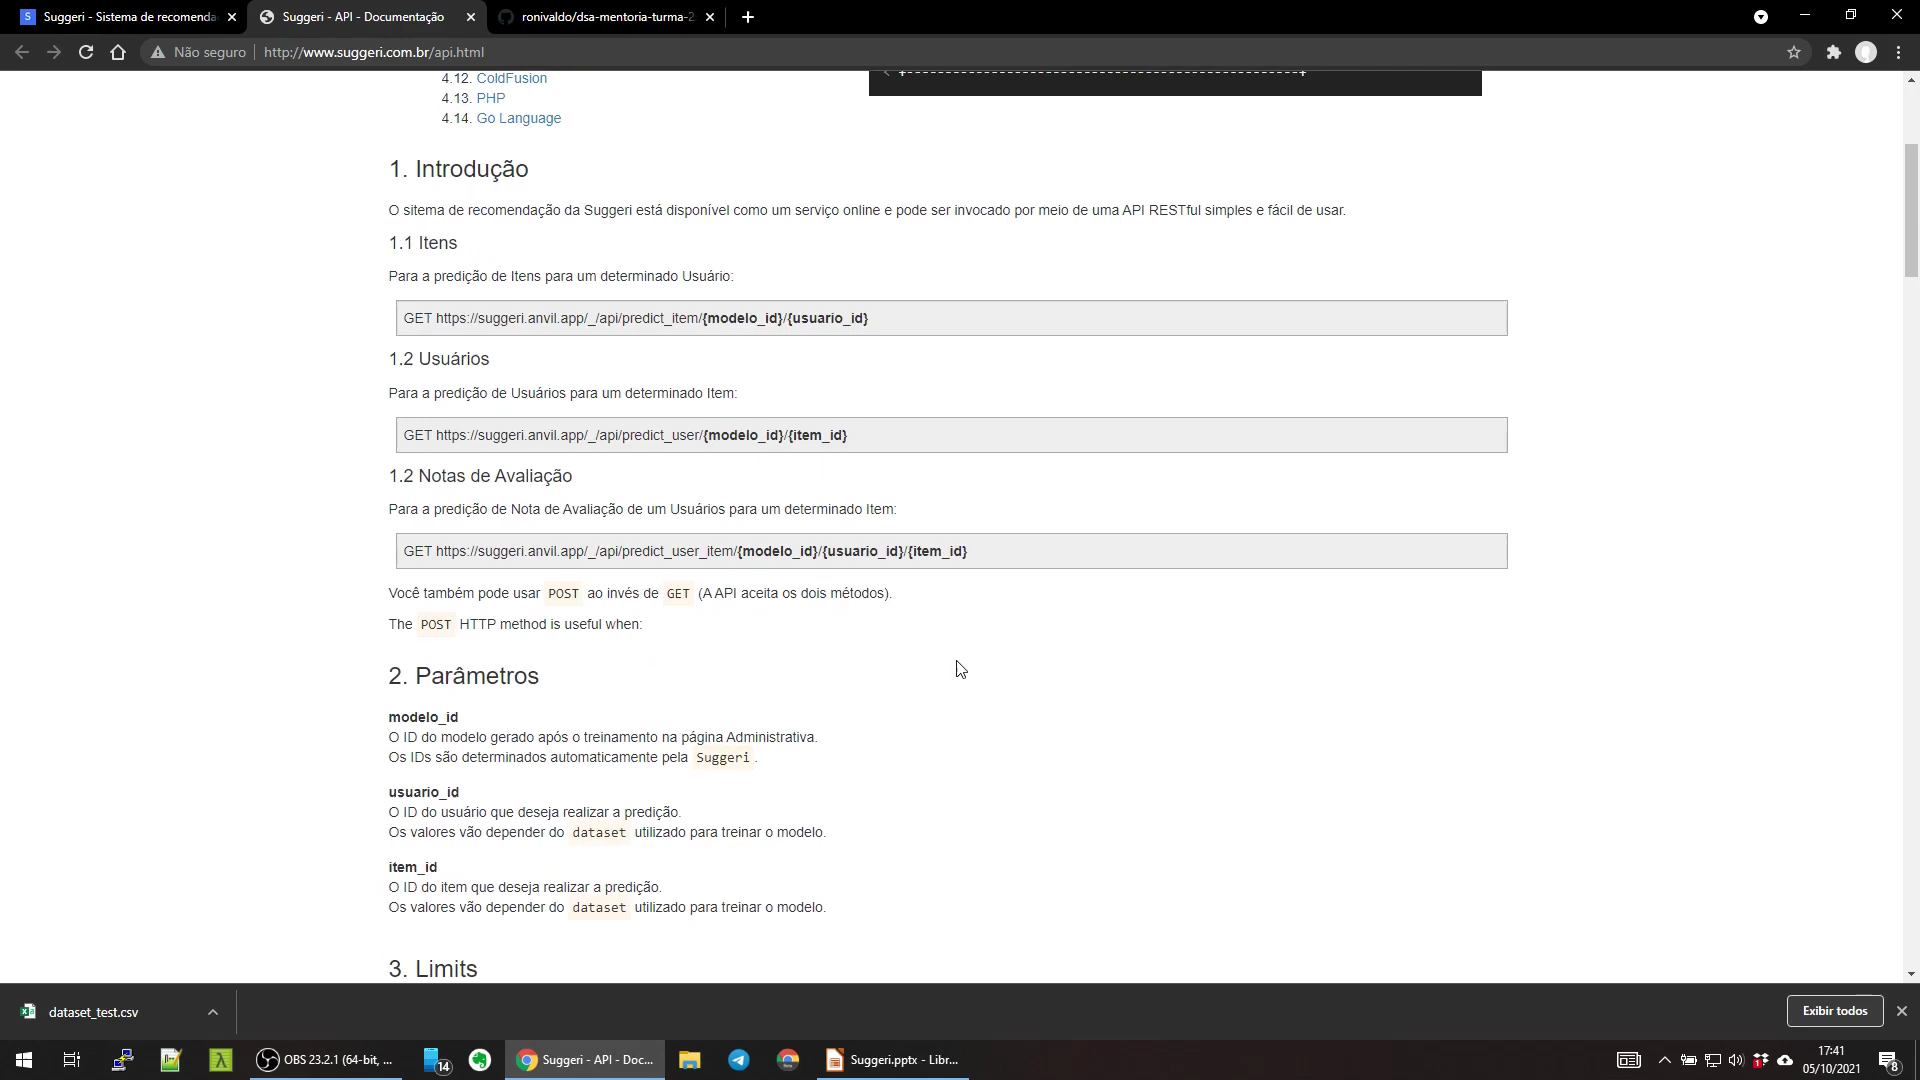 Suggeri - Sistema de recomenda
Suggeri - API - Documentação
ronivaldo/dsa-mentoria-turma-2
Não seguro
http://www.suggeri.com.br/api.html
4.12. ColdFusion
4.13. PHP
4.14. Go Language
1. Introdução
O sitema de recomendação da Suggeri está disponível como um serviço online e pode ser invocado por meio de uma API RESTful simples e fácil de usar.
1.1 Itens
Para a predição de Itens para um determinado Usuário:
GET https://suggeri.anvil.app/_/api/predict_item/{modelo_id}/{usuario_id}
1.2 Usuários
Para a predição de Usuários para um determinado Item:
GET https://suggeri.anvil.app/_/api/predict_user/{modelo_id}/{item_id}
1.2 Notas de Avaliação
Para a predição de Nota de Avaliação de um Usuários para um determinado Item:
GET https://suggeri.anvil.app/_/api/predict_user_item/{modelo_id}/{usuario_id}/{item_id}
Você também pode usar POST ao invés de GET (A API aceita os dois métodos).
The POST HTTP method is useful when:
2. Parâmetros
modelo_id
O ID do modelo gerado após o treinamento na página Administrativa.
Os IDs são determinados automaticamente pela Suggeri .
usuario_id
O ID do usuário que deseja realizar a predição.
Os valores vão depender do dataset utilizado para treinar o modelo.
item_id
O ID do item que deseja realizar a predição.
Os valores vão depender do dataset utilizado para treinar o modelo.
3. Limits
dataset_test.csv
Exibir todos
OBS 23.2.1 (64-bit, ...
14
Suggeri - API - Doc...
Suggeri.pptx - Libr...
17:41
05/10/2021
8